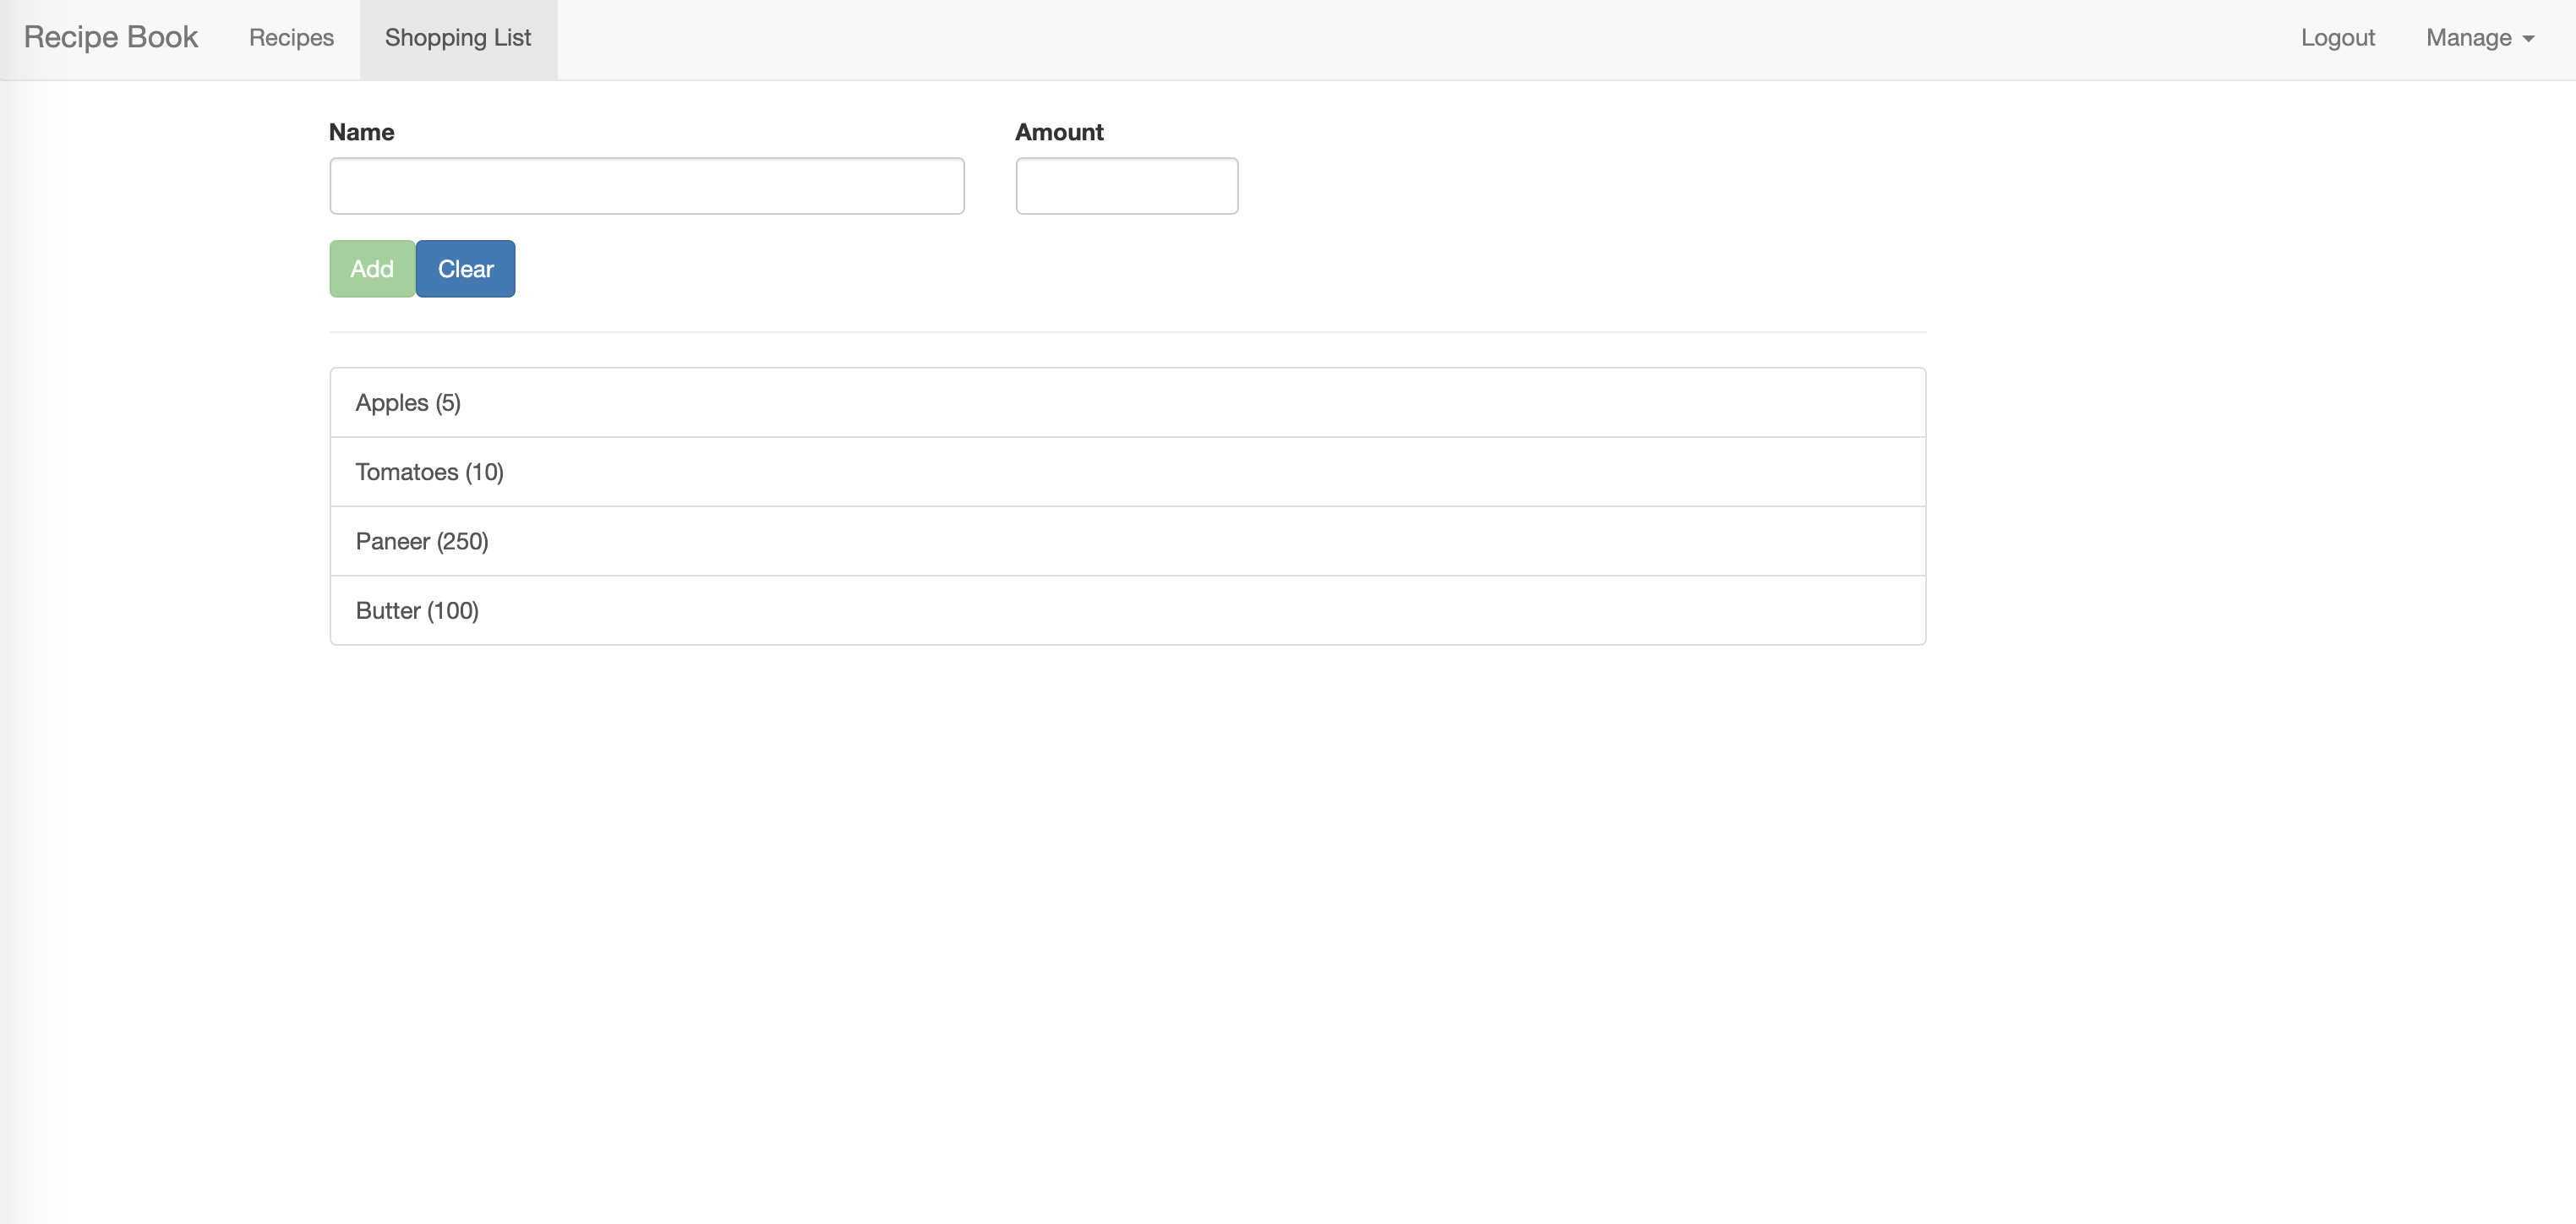 Recipe Book Recipes Shopping List Logout Manage
Name Amount
Add Clear
Apples (5)
Tomatoes (10)
Paneer (250)
Butter (100)